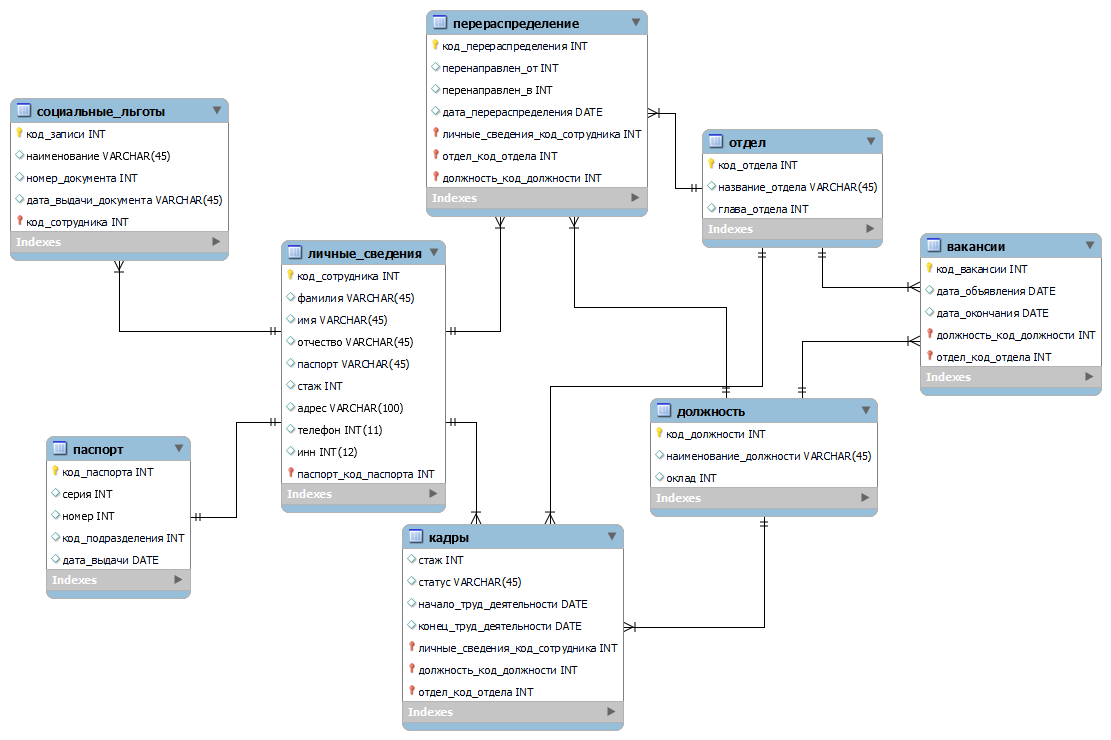 перераспределение
код_перераспределения INT
перенаправлен_от INT
перенаправлен_в INT
дата_перераспределения DATE
личные_сведения_код_сотрудника INT
отдел_код_отдела INT
должность_код_должности INT
Indexes
социальные_льготы
код_записи INT
наименование VARCHAR(45)
номер_документа INT
дата_выдачи_документа VARCHAR(45)
код_сотрудника INT
Indexes
отдел
код_отдела INT
название_отдела VARCHAR(45)
глава_отдела INT
Indexes
вакансии
код_вакансии INT
дата_объявления DATE
дата_окончания DATE
должность_код_должности INT
отдел_код_отдела INT
Indexes
личные_сведения
код_сотрудника INT
фамилия VARCHAR(45)
имя VARCHAR(45)
отчество VARCHAR(45)
паспорт VARCHAR(45)
стаж INT
адрес VARCHAR(100)
телефон INT(11)
инн INT(12)
паспорт_код_паспорта INT
Indexes
должность
код_должности INT
наименование_должности VARCHAR(45)
оклад INT
Indexes
паспорт
код_паспорта INT
серия INT
номер INT
код_подразделения INT
дата_выдачи DATE
Indexes
кадры
стаж INT
статус VARCHAR(45)
начало_труд_деятельности DATE
конец_труд_деятельности DATE
личные_сведения_код_сотрудника INT
должность_код_должности INT
отдел_код_отдела INT
Indexes